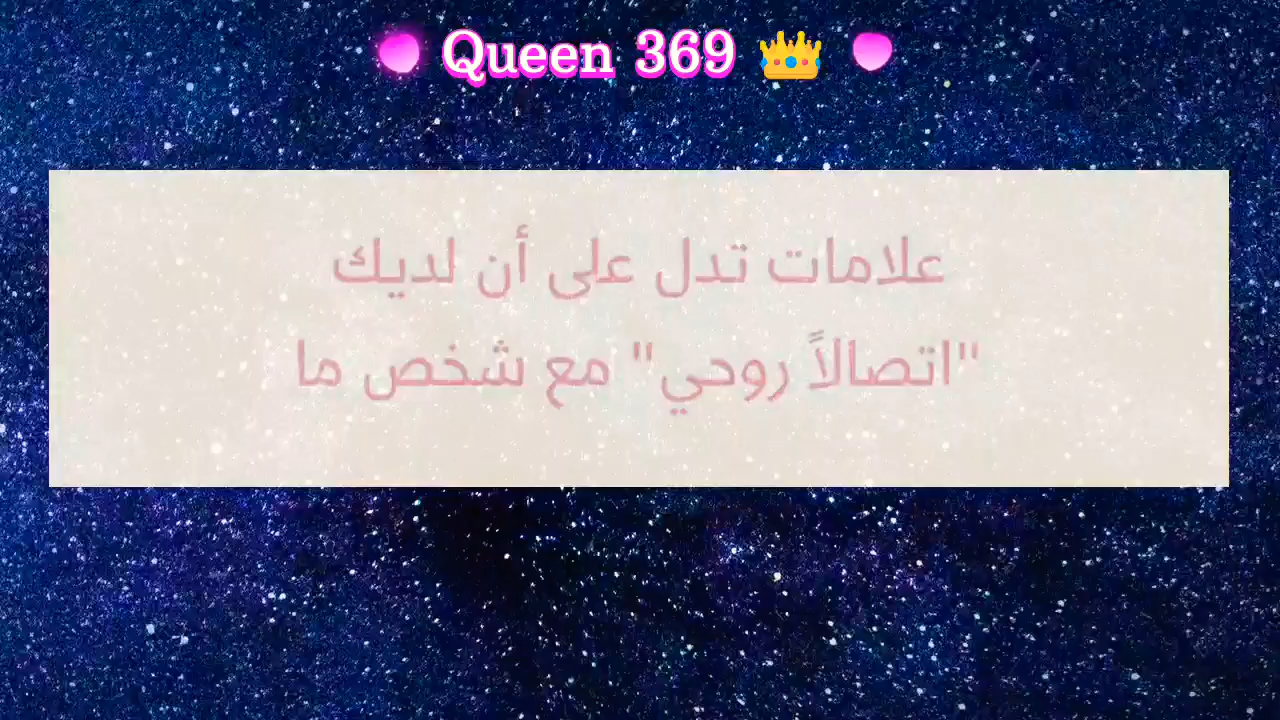 Queen 369 👑
علامات تدل على أن لديك
"اتصالاً روحي" مع شخص ما